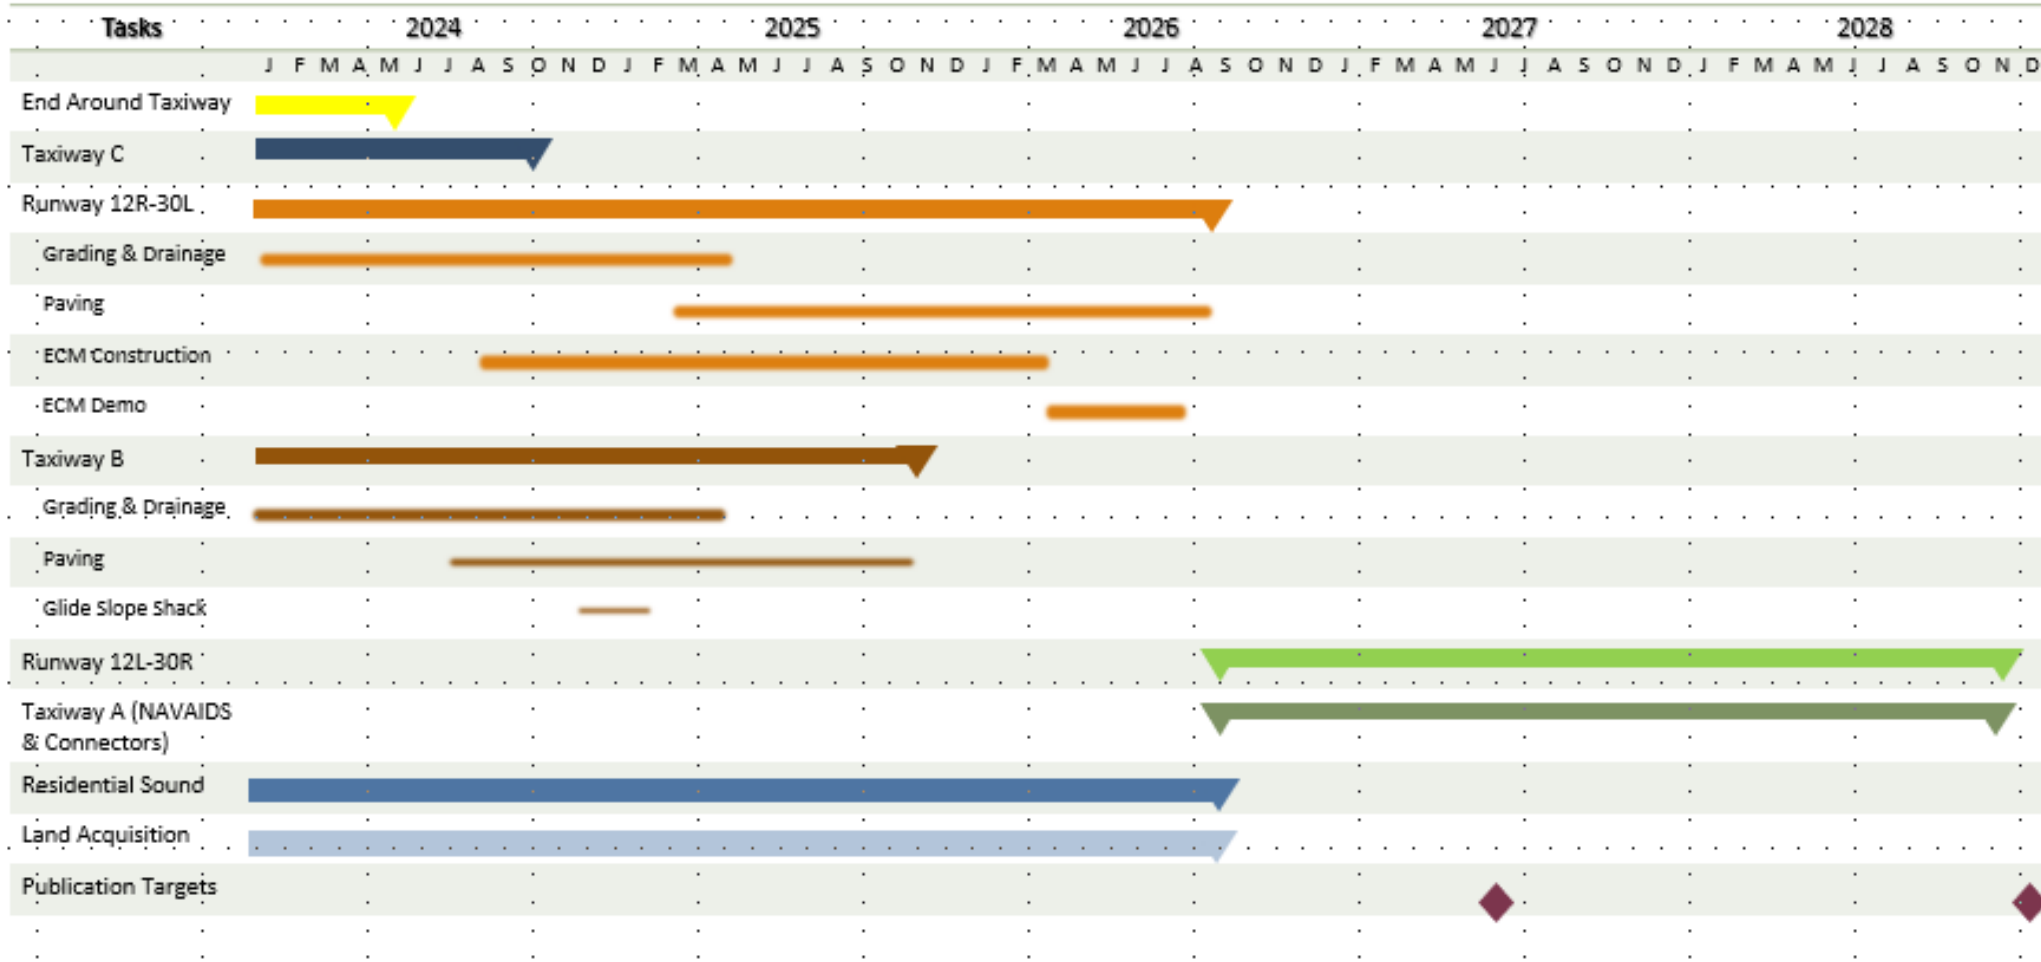 Tasks 2024 2025 2026 2027 2028
J F M A M J J A S O N D J F M A M J J A S O N D J F M A M J J A S O N D J F M A M J J A S O N D J F M A M J J A S O N D
End Around Taxiway
Taxiway C
Runway 12R-30L
Grading & Drainage
Paving
ECM Construction
ECM Demo
Taxiway B
Grading & Drainage
Paving
Glide Slope Shack
Runway 12L-30R
Taxiway A (NAVAIDS
& Connectors)
Residential Sound
Land Acquisition
Publication Targets